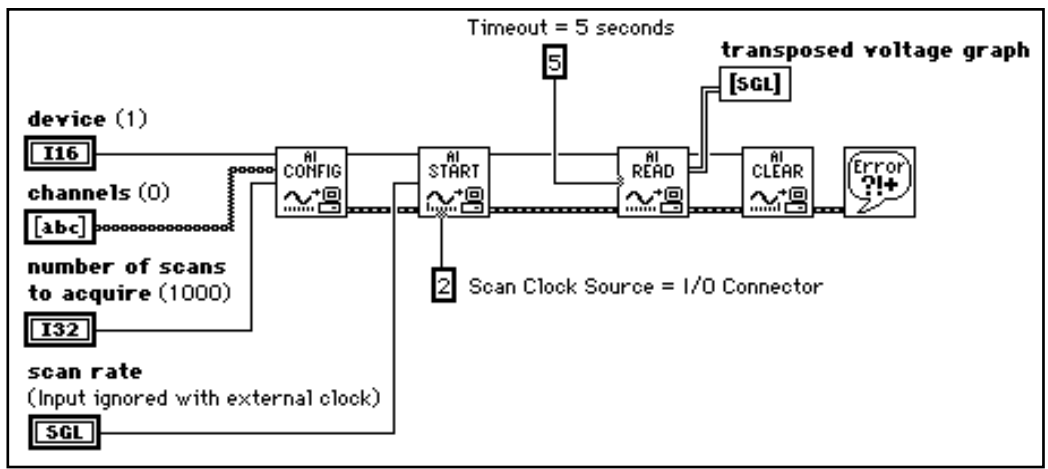 Timeout = 5 seconds
5
transposed voltage graph
[SGL]
device (1)
I16
AI
CONFIG
AI
START
AI
READ
AI
CLEAR
Error
?!+
channels (0)
[abc]
number of scans
to acquire (1000)
I32
2
Scan Clock Source = I/O Connector
scan rate
(Input ignored with external clock)
SGL